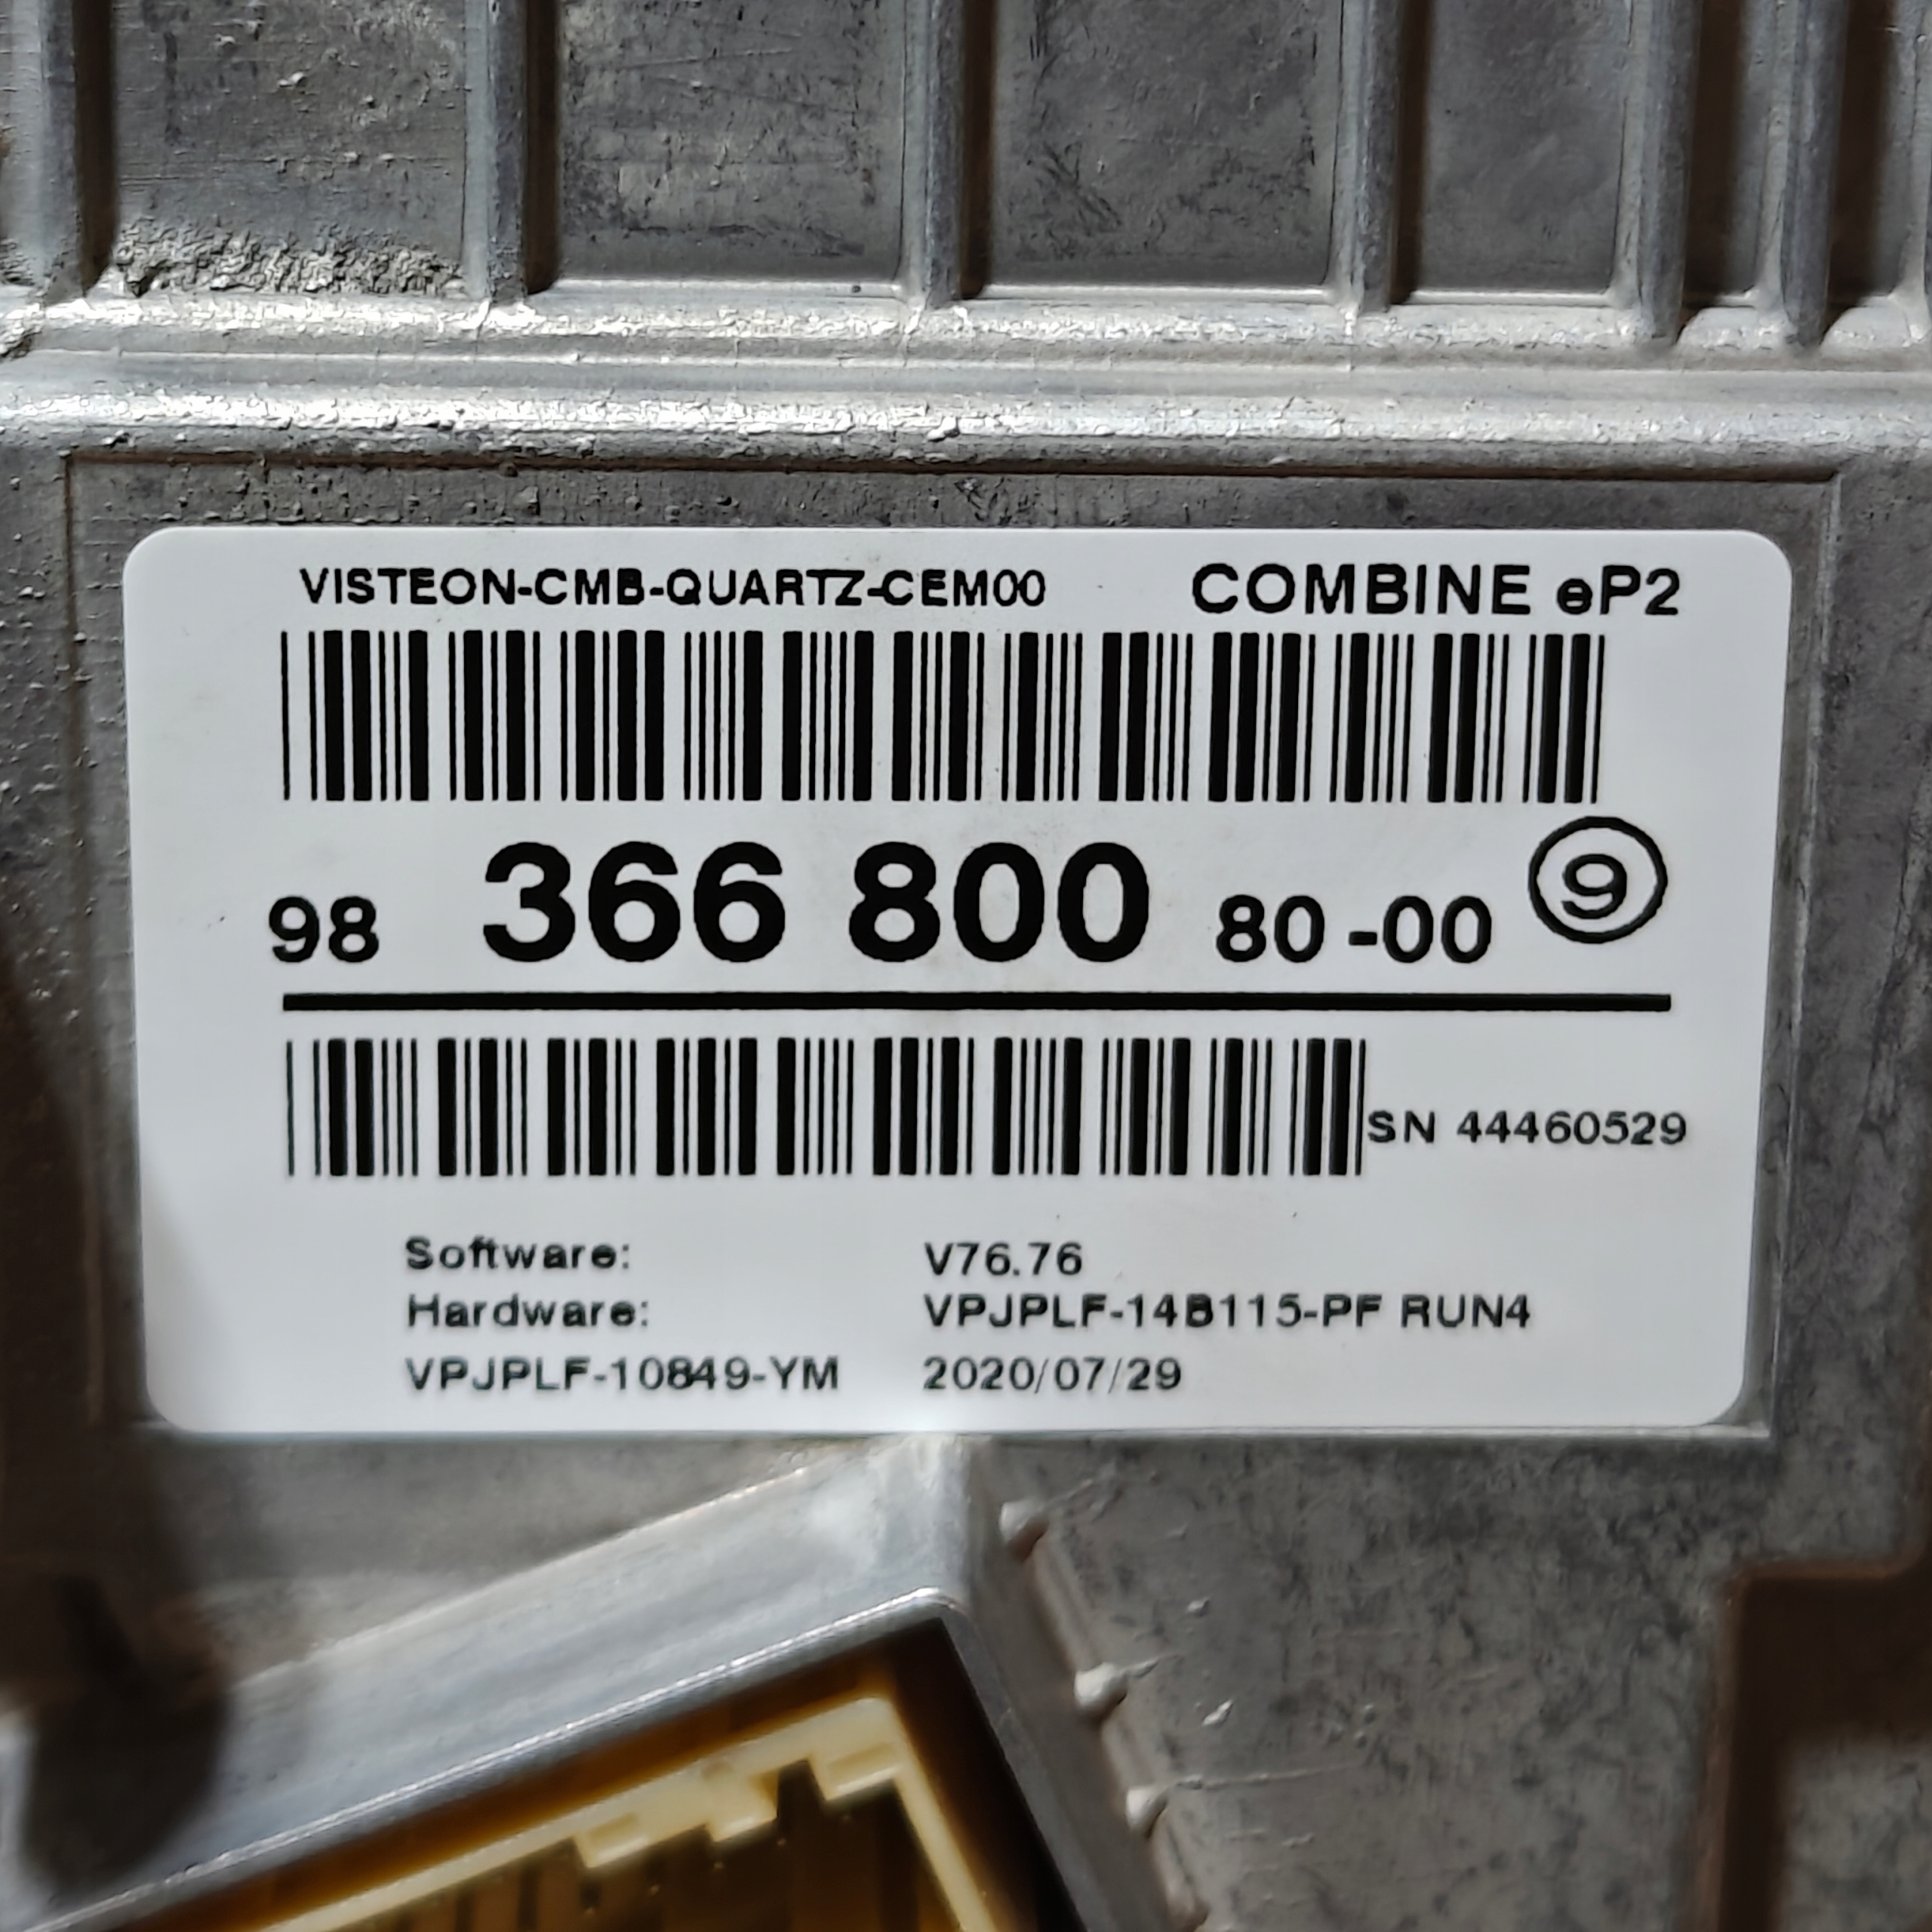 VISTEON-CMB-QUARTZ-CEM00 COMBINE eP2
98 366 800 80 -00 9
SN 44460529
Software: V76.76
Hardware: VPJPLF-14B115-PF RUN4
VPJPLF-10849-YM 2020/07/29